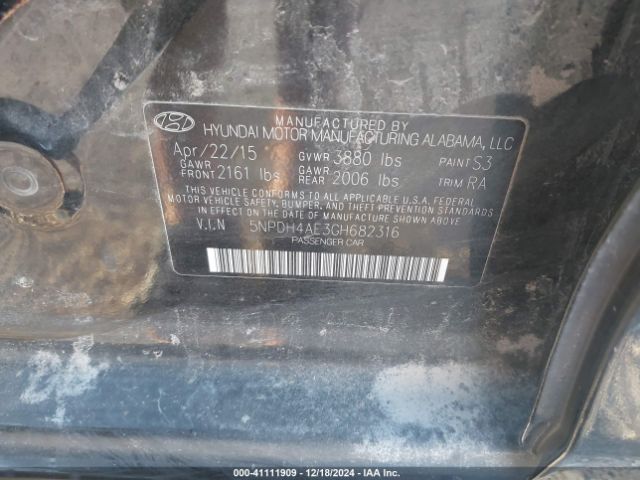 MANUFACTURED BY
HYUNDAI MOTOR MANUFACTURING ALABAMA, LLC
Apr/22/15 GVWR 3880 lbs PAINT S3
GAWR FRONT 2161 lbs GAWR REAR 2006 lbs TRIM RA
THIS VEHICLE CONFORMS TO ALL APPLICABLE U.S.A. FEDERAL
MOTOR VEHICLE SAFETY, BUMPER, AND THEFT PREVENTION
STANDARDS IN EFFECT ON THE DATE OF MANUFACTURE SHOWN ABOVE.
V.I.N 5NPDH4AE3GH682316
PASSENGER CAR
000-41111909 • 12/18/2024 • IAA Inc.